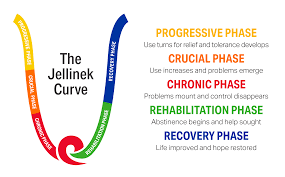 The
Jellinek
Curve
PROGRESSIVE PHASE
CRUCIAL PHASE
CHRONIC PHASE
REHABILITATION PHASE
RECOVERY PHASE
PROGRESSIVE PHASE
Use turns for relief and tolerance develops
CRUCIAL PHASE
Use increases and problems emerge
CHRONIC PHASE
Problems mount and control disappears
REHABILITATION PHASE
Abstinence begins and help sought
RECOVERY PHASE
Life improved and hope restored